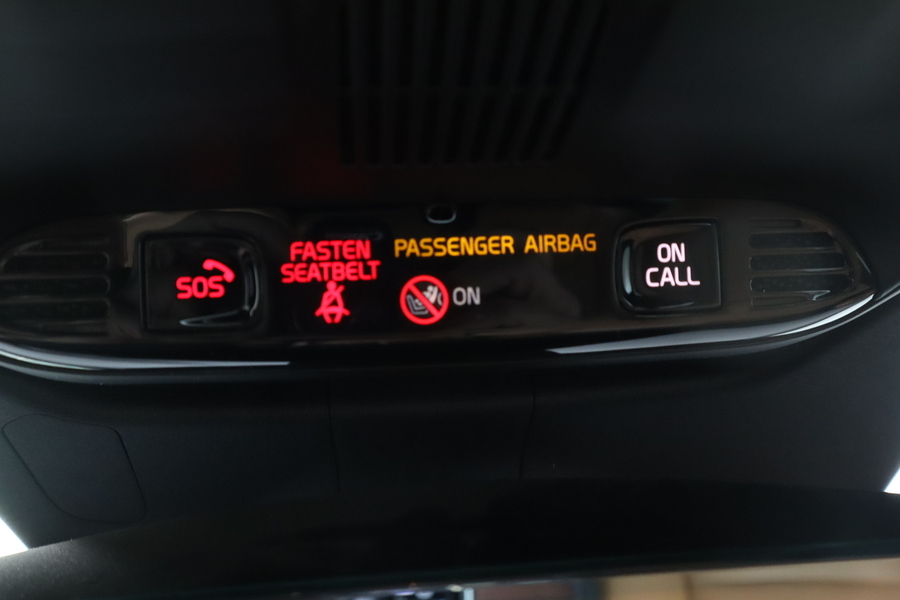 SOS
FASTEN
SEATBELT
PASSENGER AIRBAG
ON
ON
CALL